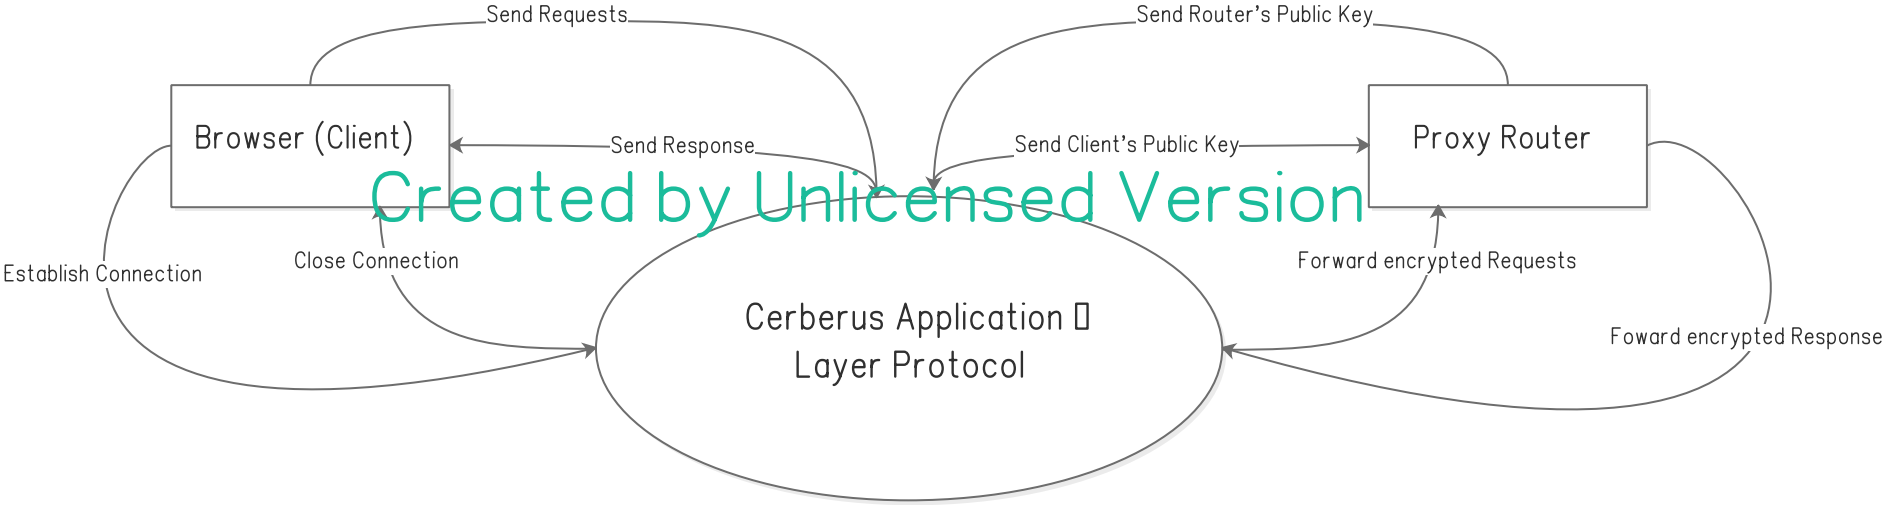 Send Requests
Send Router's Public Key
Browser (Client)
Send Response
Send Client's Public Key
Proxy Router
Created by Unlicensed Version
Establish Connection
Close Connection
Forward encrypted Requests
Cerberus Application
Layer Protocol
Foward encrypted Response